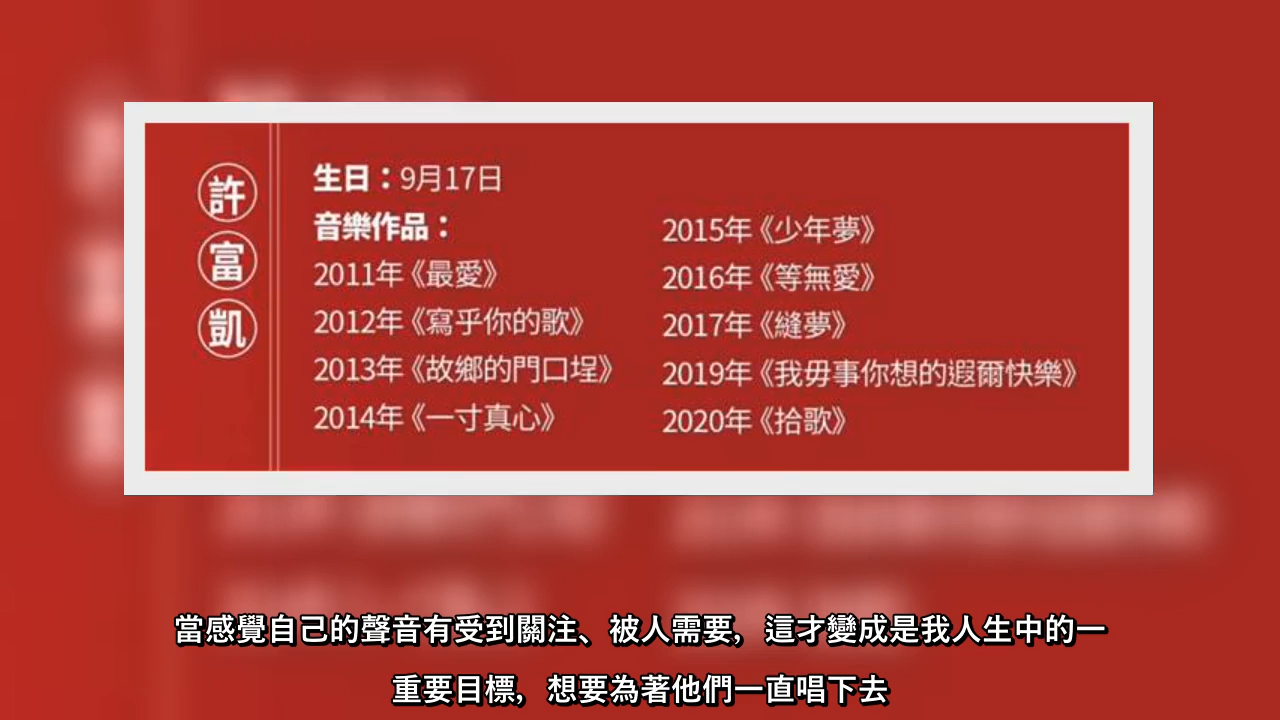 許富凱
生日：9月17日
音樂作品：
2011年《最愛》
2012年《寫乎你的歌》
2013年《故鄉的門口埕》
2014年《一寸真心》
2015年《少年夢》
2016年《等無愛》
2017年《縫夢》
2019年《我毋事你想的遐爾快樂》
2020年《拾歌》
當感覺自己的聲音有受到關注、被人需要，這才變成是我人生中的一
重要目標，想要為著他們一直唱下去